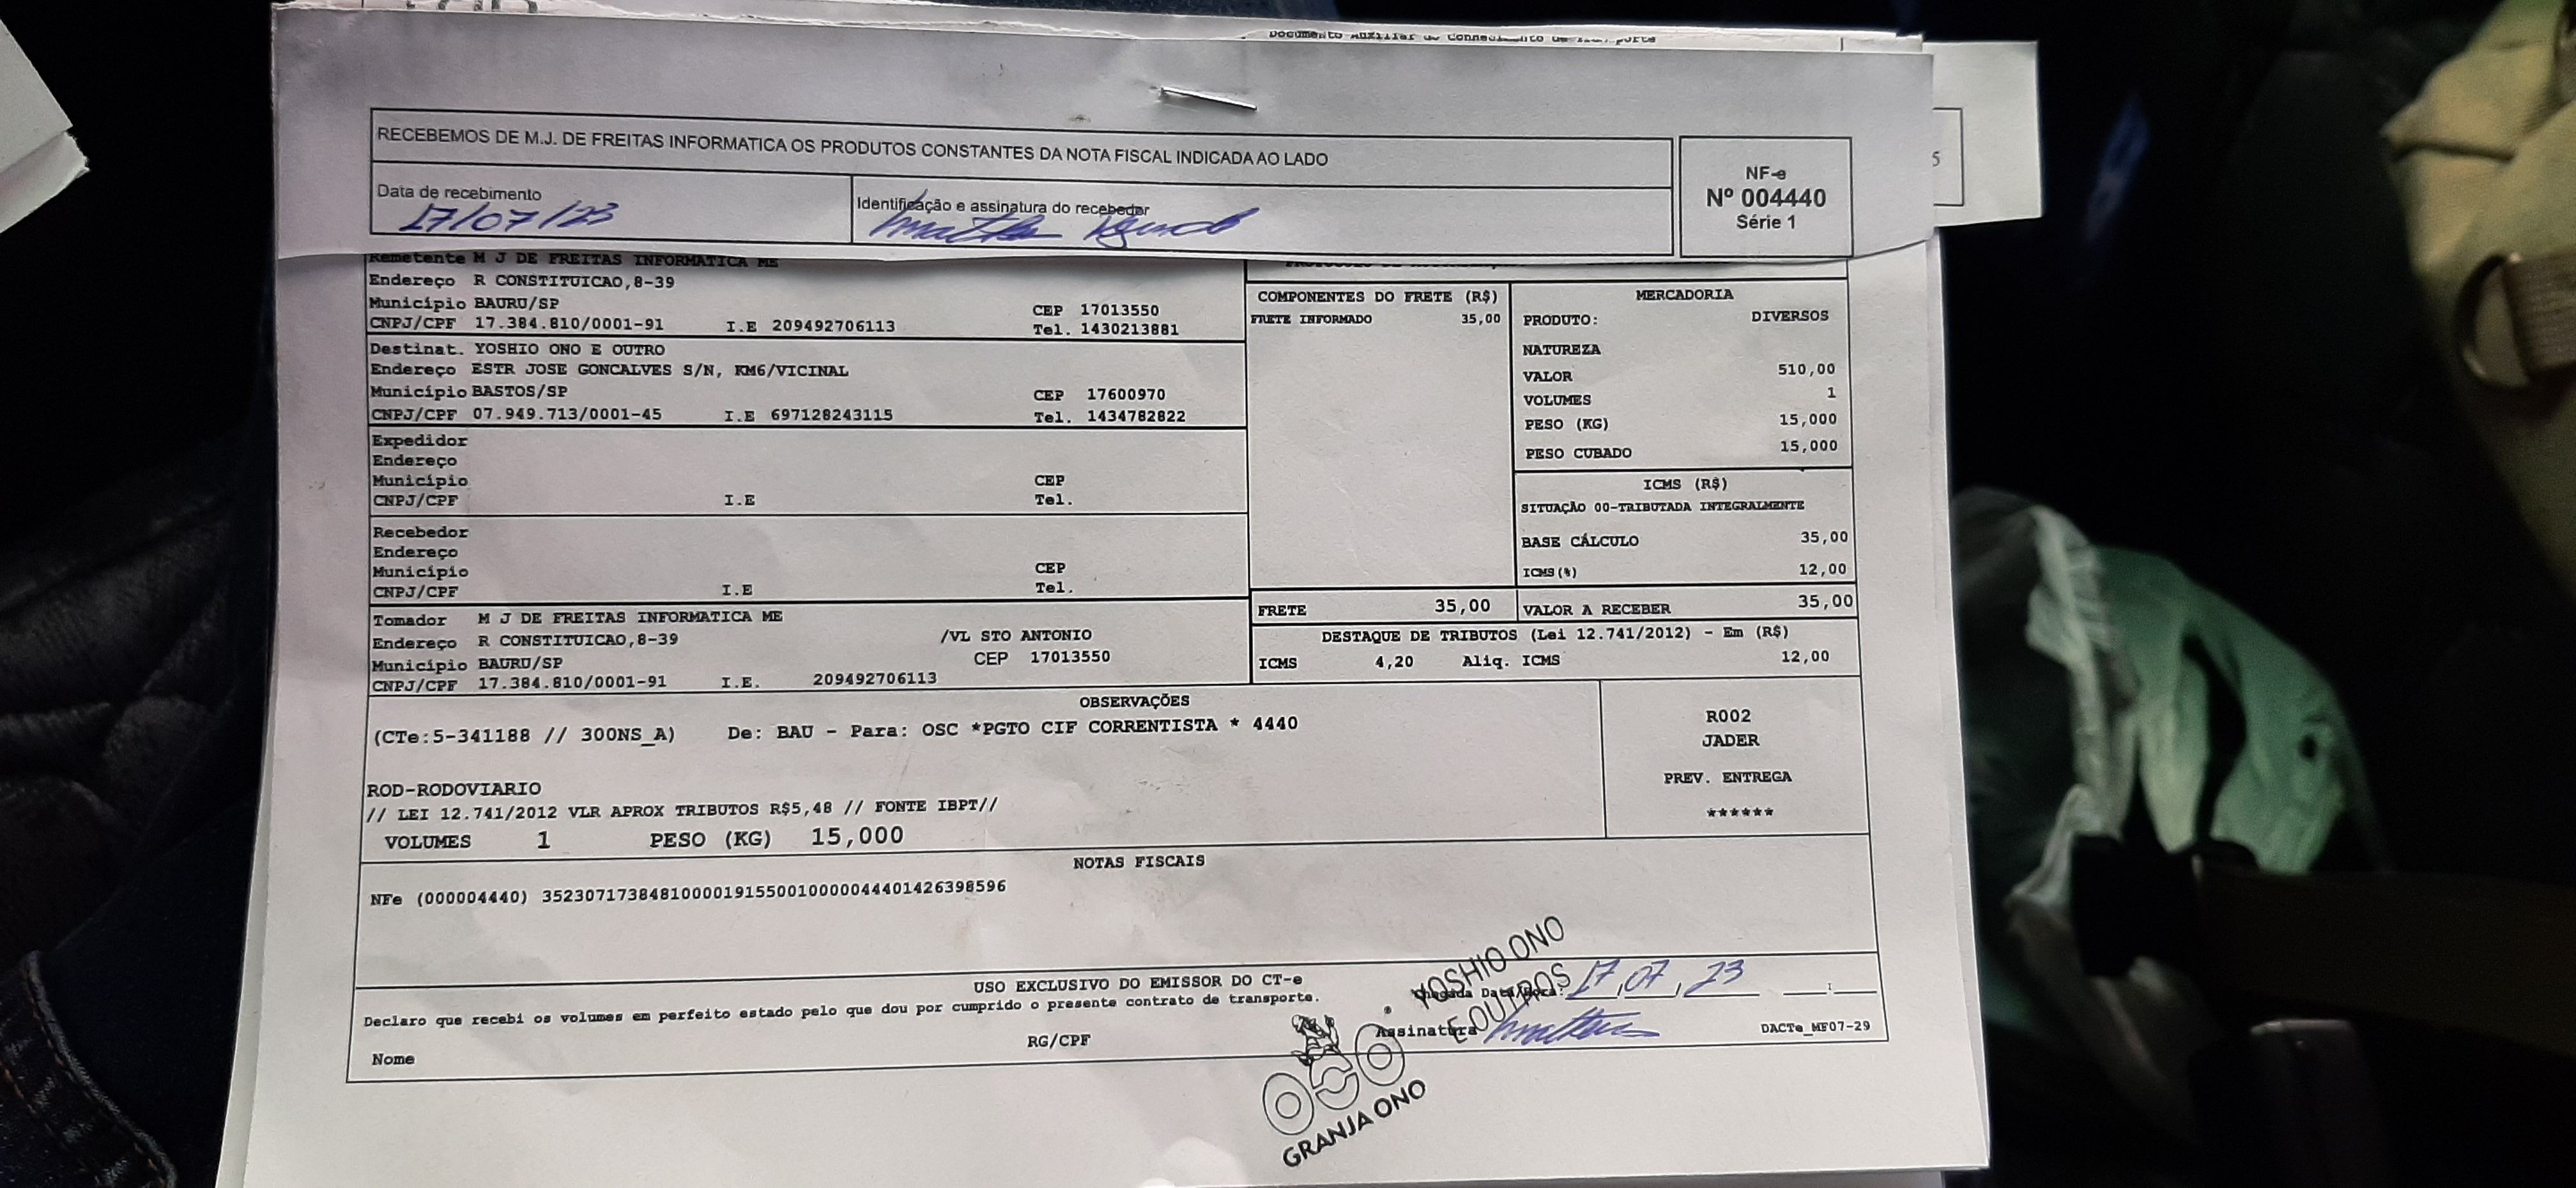 Documento Auxiliar do Conhecimento de Transporte
RECEBEMOS DE M.J. DE FREITAS INFORMATICA OS PRODUTOS CONSTANTES DA NOTA FISCAL INDICADA AO LADO
Data de recebimento
17/07/23
Identificação e assinatura do recebedor
NF-e
Nº 004440
Série 1
5
Remetente M J DE FREITAS INFORMATICA ME
Endereço R CONSTITUICAO,8-39
Município BAURU/SP CEP 17013550
CNPJ/CPF 17.384.810/0001-91 I.E 209492706113 Tel. 1430213881
Destinat. YOSHIO ONO E OUTRO
Endereço ESTR JOSE GONCALVES S/N, KM6/VICINAL
Município BASTOS/SP CEP 17600970
CNPJ/CPF 07.949.713/0001-45 I.E 697128243115 Tel. 1434782822
Expedidor
Endereço
Município CEP
CNPJ/CPF I.E Tel.
Recebedor
Endereço
Município CEP
CNPJ/CPF I.E Tel.
Tomador M J DE FREITAS INFORMATICA ME
Endereço R CONSTITUICAO,8-39 /VL STO ANTONIO
Município BAURU/SP CEP 17013550
CNPJ/CPF 17.384.810/0001-91 I.E. 209492706113
COMPONENTES DO FRETE (R$)
FRETE INFORMADO 35,00
MERCADORIA
PRODUTO: DIVERSOS
NATUREZA
VALOR 510,00
VOLUMES 1
PESO (KG) 15,000
PESO CUBADO 15,000
ICMS (R$)
SITUAÇÃO 00-TRIBUTADA INTEGRALMENTE
BASE CÁLCULO 35,00
ICMS(%) 12,00
FRETE 35,00 VALOR A RECEBER 35,00
DESTAQUE DE TRIBUTOS (Lei 12.741/2012) - Em (R$)
ICMS 4,20 Aliq. ICMS 12,00
OBSERVAÇÕES
(CTe:5-341188 // 300NS_A) De: BAU - Para: OSC *PGTO CIF CORRENTISTA * 4440
ROD-RODOVIARIO
// LEI 12.741/2012 VLR APROX TRIBUTOS R$5,48 // FONTE IBPT//
VOLUMES 1 PESO (KG) 15,000
R002
JADER
PREV. ENTREGA
******
NOTAS FISCAIS
NFe (000004440) 35230717384810000191550010000044401426398596
USO EXCLUSIVO DO EMISSOR DO CT-e
Declaro que recebi os volumes em perfeito estado pelo que dou por cumprido o presente contrato de transporte.
Chegada Data/Hora: 17/07/23
Nome RG/CPF Assinatura
DACTe_MF07-29
YOSHIO ONO
E OUTROS
GRANJA ONO